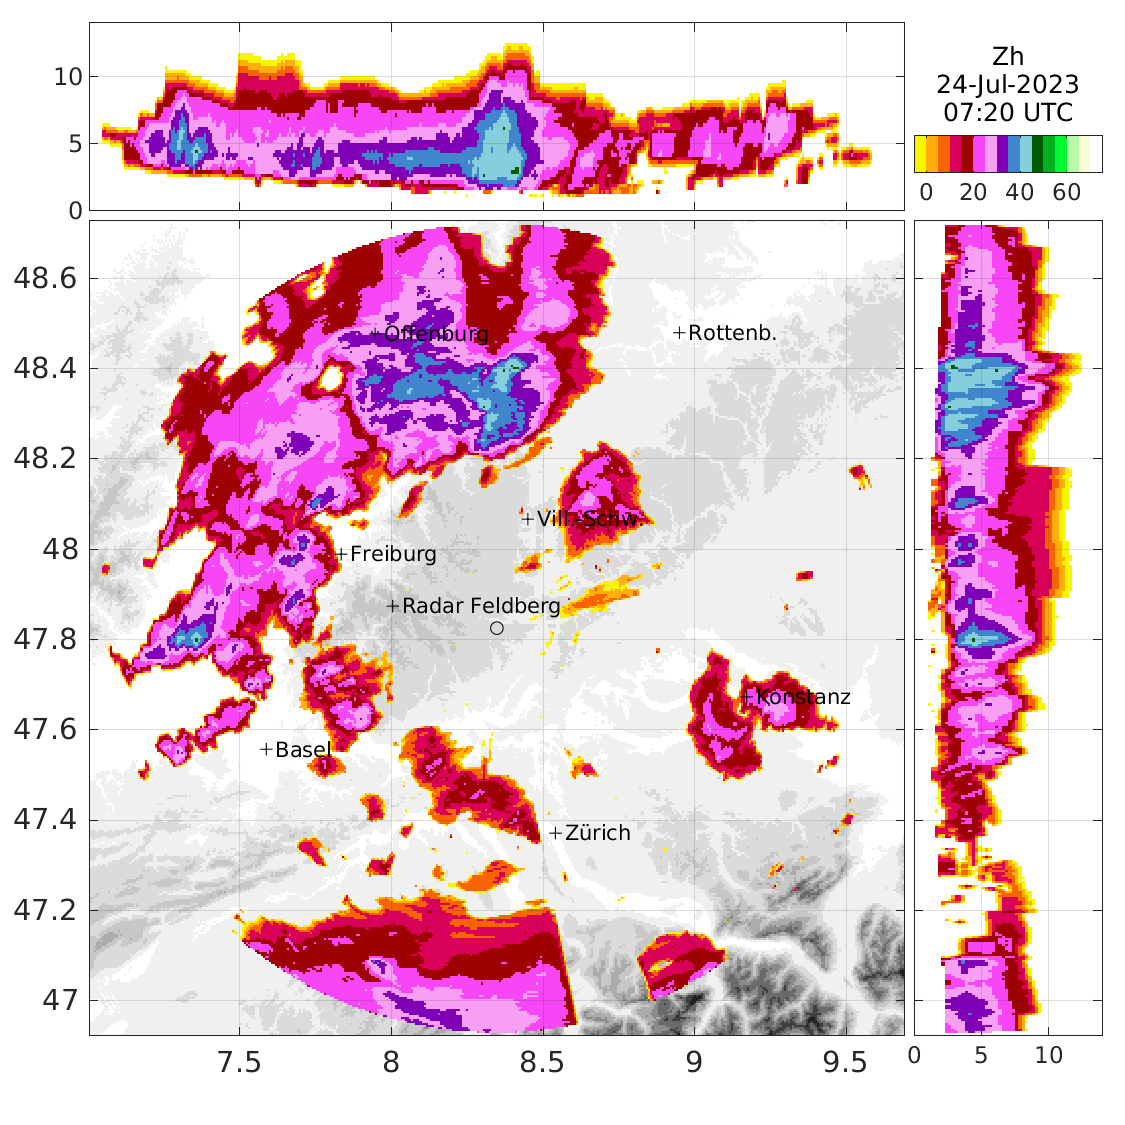 10
5
0
Zh
24-Jul-2023
07:20 UTC
0 20 40 60
48.6
48.4
48.2
48
47.8
47.6
47.4
47.2
47
+Offenburg
+Rottenb.
+Vill.-Schw.
+Freiburg
+Radar Feldberg
+Konstanz
+Basel
+Zürich
7.5 8 8.5 9 9.5
0 5 10